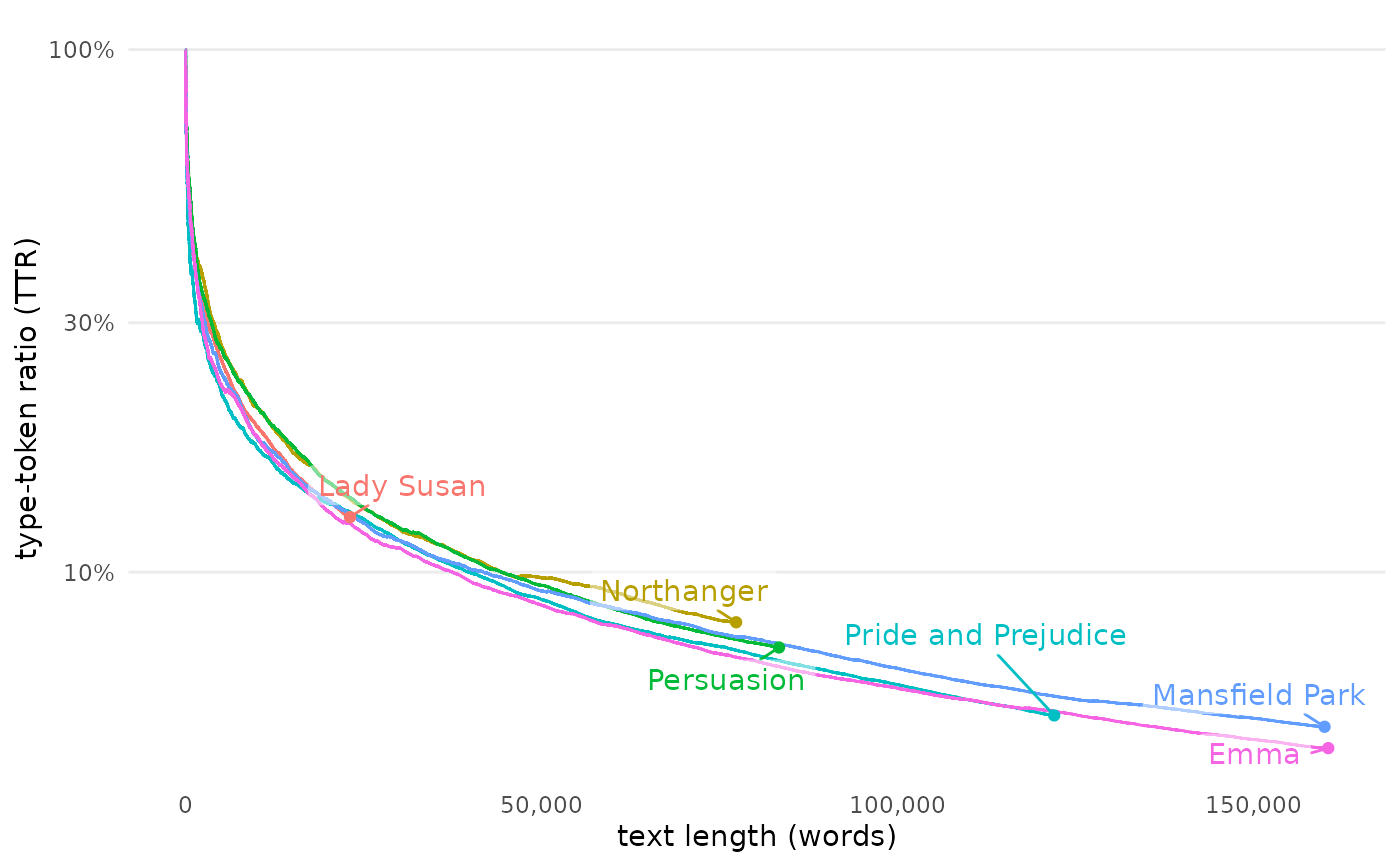 100%
30%
10%
type-token ratio (TTR)
Lady Susan
Northanger
Pride and Prejudice
Persuasion
Mansfield Park
Emma
0
50,000
100,000
150,000
text length (words)